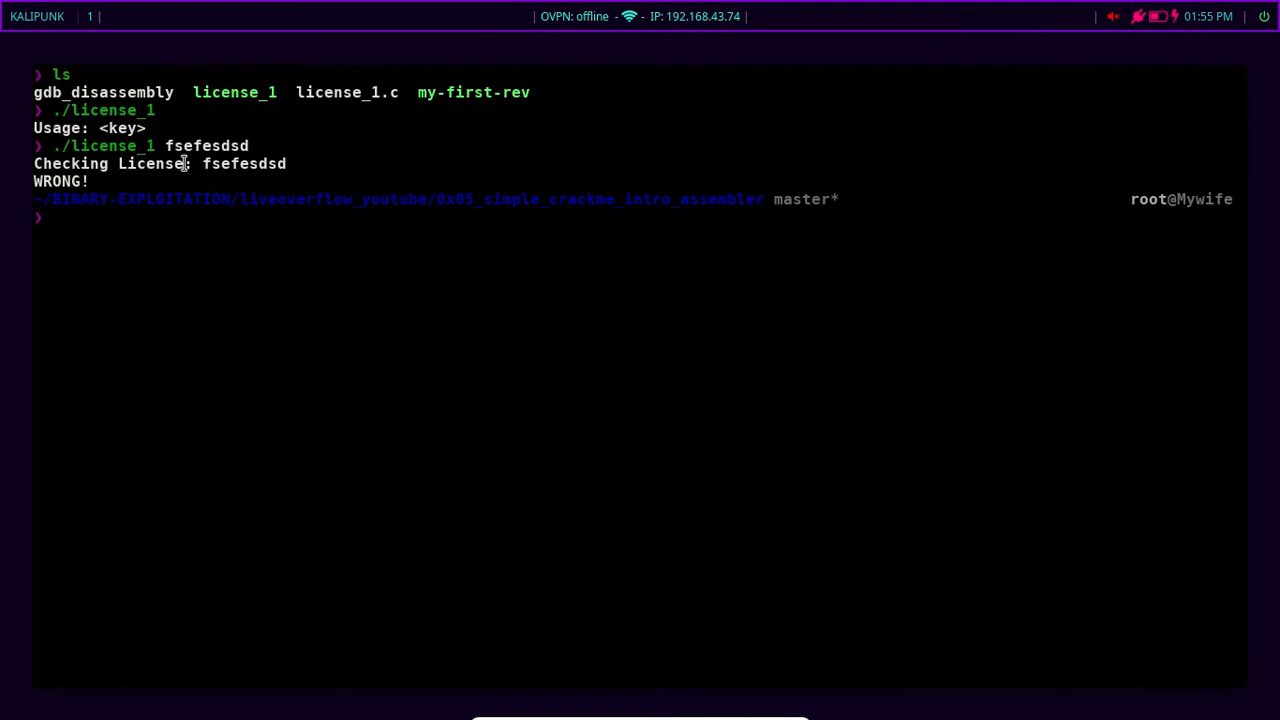 KALIPUNK | 1 | | OVPN: offline - - IP: 192.168.43.74 | | 01:55 PM |
❯ ls
gdb_disassembly license_1 license_1.c my-first-rev
❯ ./license_1
Usage: <key>
❯ ./license_1 fsefesdsd
Checking License: fsefesdsd
WRONG!
~/BINARY-EXPLOITATION/liveoverflow_youtube/0x05_simple_crackme_intro_assembler master* root@Mywife
❯